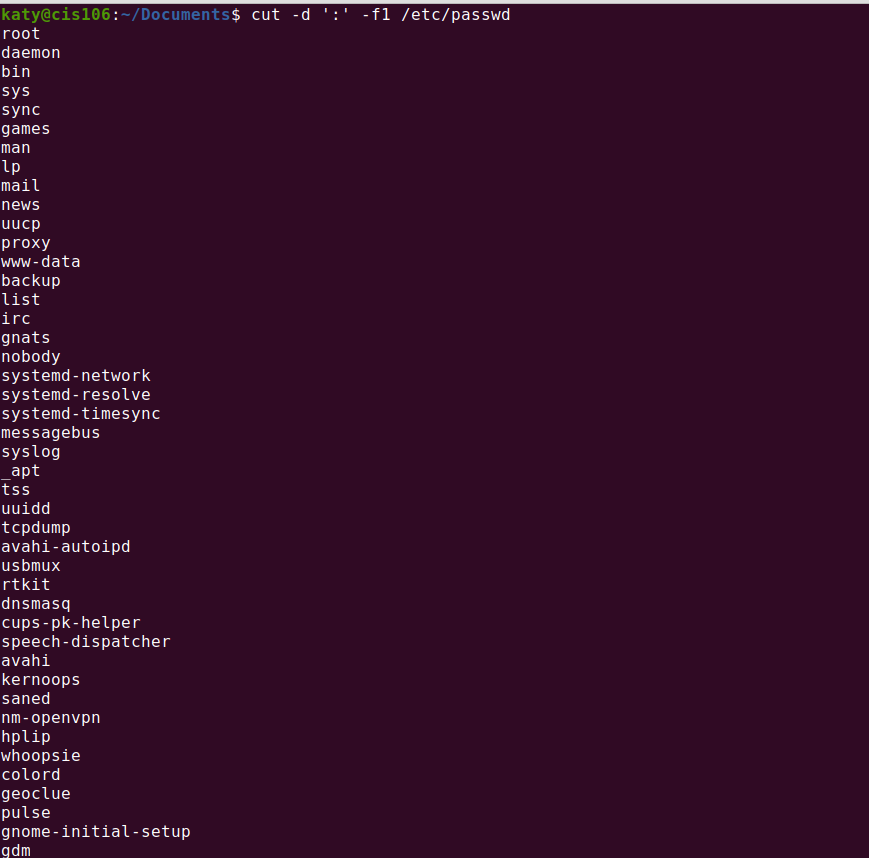 katy@cis106:~/Documents$ cut -d ':' -f1 /etc/passwd
root
daemon
bin
sys
sync
games
man
lp
mail
news
uucp
proxy
www-data
backup
list
irc
gnats
nobody
systemd-network
systemd-resolve
systemd-timesync
messagebus
syslog
_apt
tss
uuidd
tcpdump
avahi-autoipd
usbmux
rtkit
dnsmasq
cups-pk-helper
speech-dispatcher
avahi
kernoops
saned
nm-openvpn
hplip
whoopsie
colord
geoclue
pulse
gnome-initial-setup
gdm